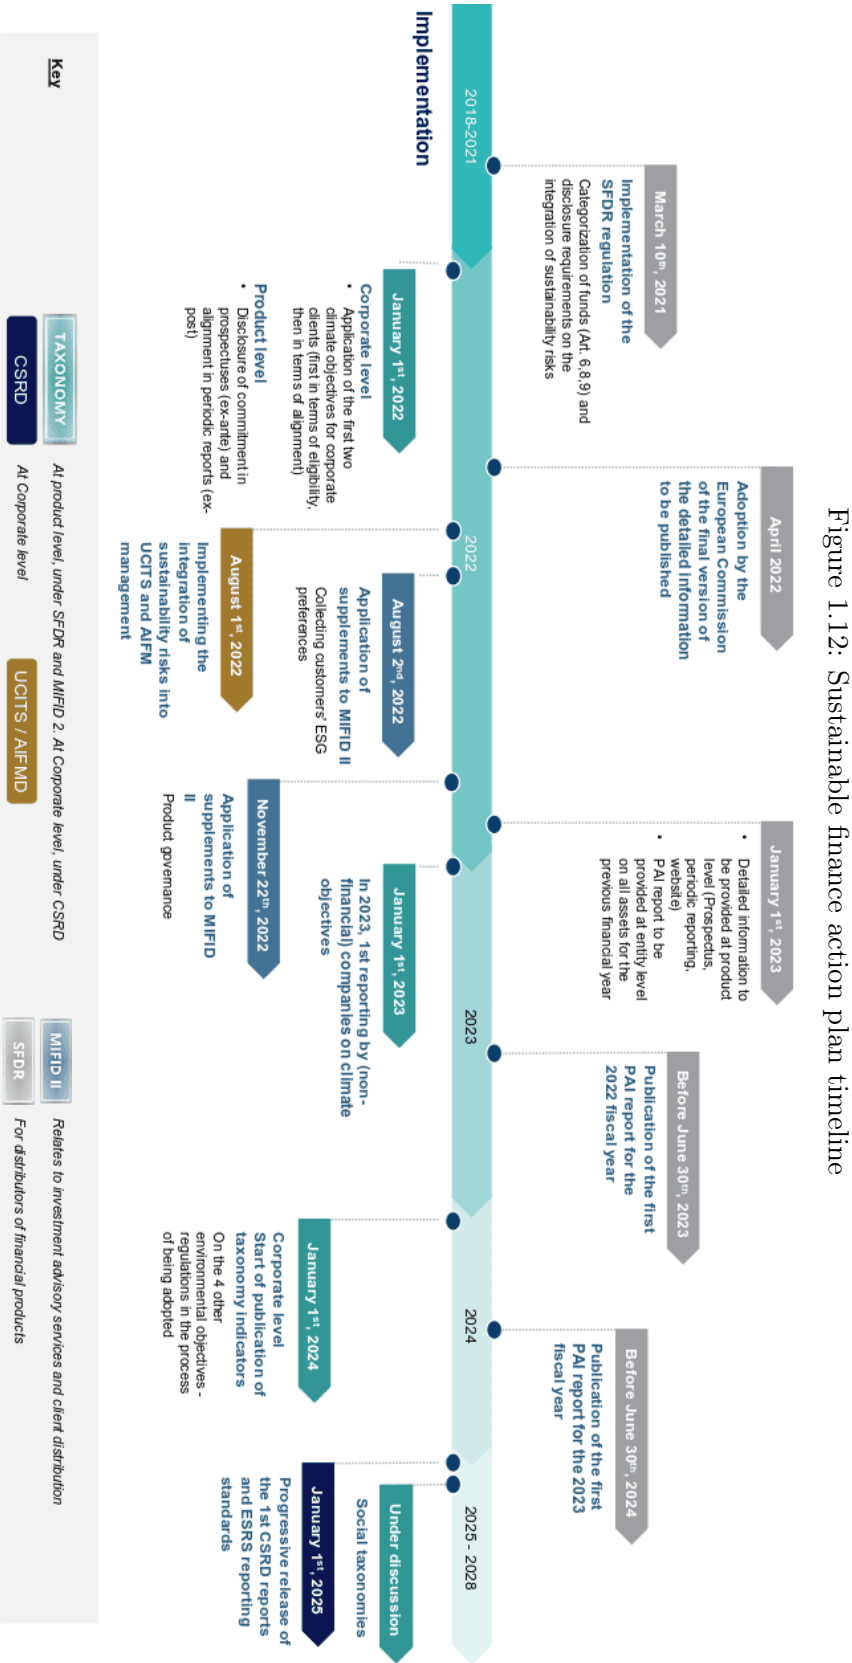 Figure 1.12: Sustainable finance action plan timeline
March 10th, 2021
Implementation of the
SFDR regulation
Categorization of funds (Art. 6,8,9) and
disclosure requirements on the
integration of sustainability risks
April 2022
Adoption by the
European Commission
of the final version of
the detailed information
to be published
January 1st, 2023
• Detailed information to
be provided at product
level (Prospectus,
periodic reporting,
website)
• PAI report to be
provided at entity level
on all assets for the
previous financial year
Before June 30th, 2023
Publication of the first
PAI report for the
2022 fiscal year
Before June 30th, 2024
Publication of the first
PAI report for the 2023
fiscal year
2018-2021
2022
2023
2024
2025 - 2028
Implementation
January 1st, 2022
Corporate level
• Application of the first two
climate objectives for corporate
clients (first in terms of eligibility,
then in terms of alignment)
Product level
• Disclosure of commitment in
prospectuses (ex-ante) and
alignment in periodic reports (ex-
post)
August 1st, 2022
Implementing the
integration of
sustainability risks into
UCITS and AIFM
management
August 2nd, 2022
Application of
supplements to MIFID II
Collecting customers' ESG
preferences
November 22th, 2022
Application of
supplements to MIFID
II
Product governance
January 1st, 2023
In 2023, 1st reporting by (non-
financial) companies on climate
objectives
January 1st, 2024
Corporate level
Start of publication of
taxonomy indicators
On the 4 other
environmental objectives -
regulations in the process
of being adopted
January 1st, 2025
Progressive release of
the 1st CSRD reports
and ESRS reporting
standards
Under discussion
Social taxonomies
Key
TAXONOMY
At product level, under SFDR and MIFID 2. At Corporate level, under CSRD
MIFID II
Relates to investment advisory services and client distribution
CSRD
At Corporate level
UCITS / AIFMD
SFDR
For distributors of financial products